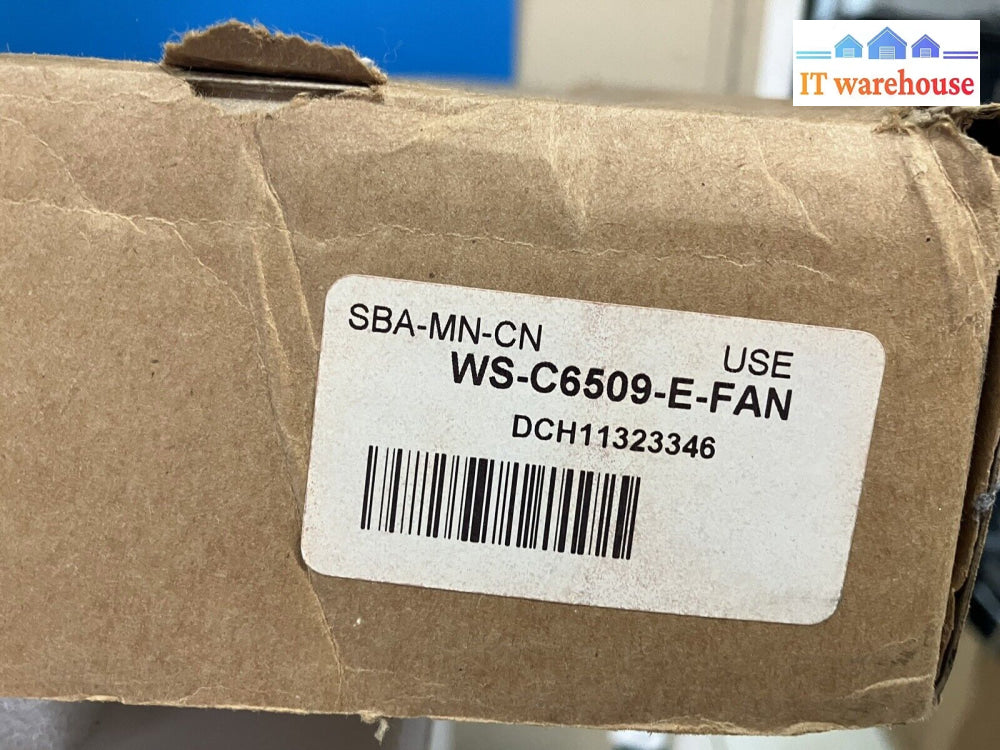 IT warehouse
SBA-MN-CN
USE
WS-C6509-E-FAN
DCH11323346